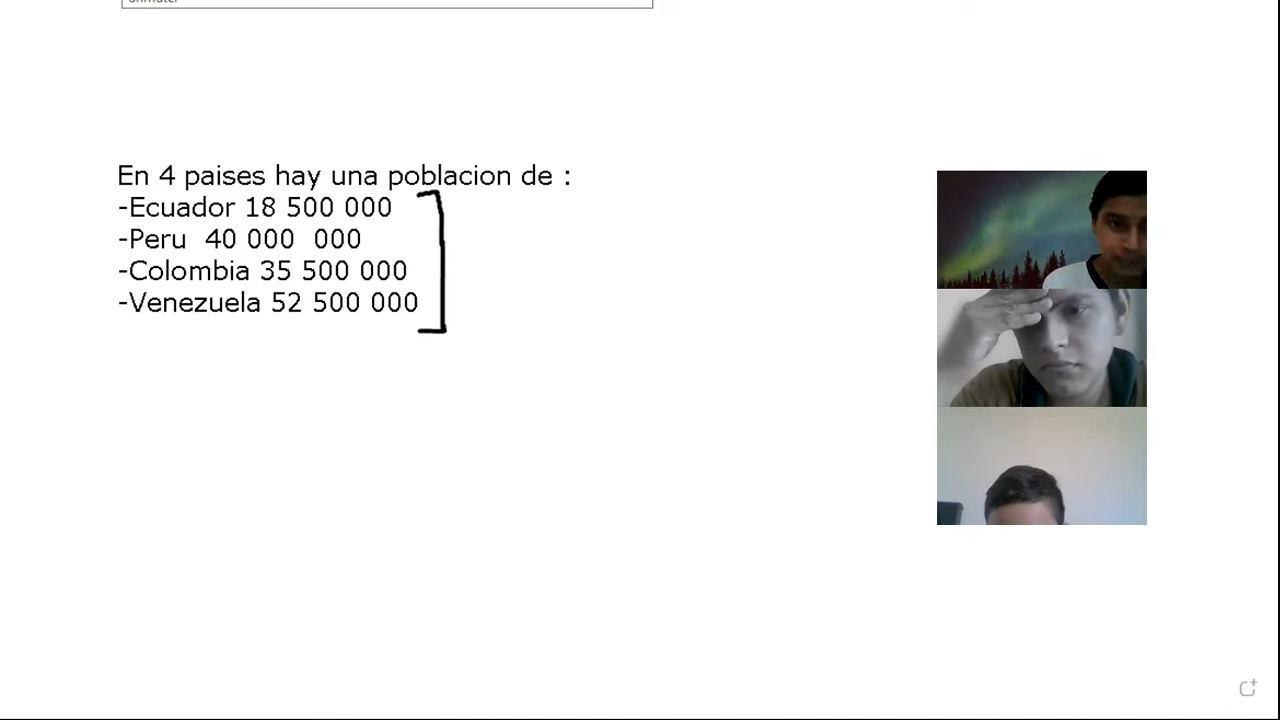 En 4 paises hay una poblacion de :
-Ecuador 18 500 000
-Peru  40 000  000
-Colombia 35 500 000
-Venezuela 52 500 000